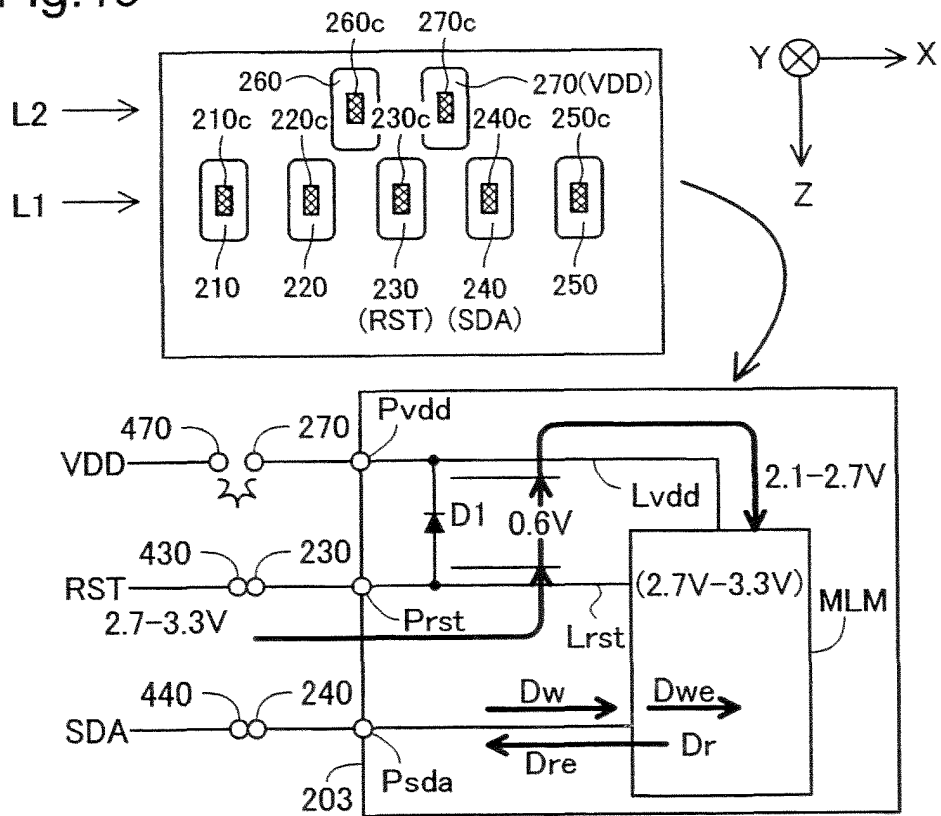 260c 270c
260 270(VDD)
Y X
L2
210c 220c 230c 240c 250c
L1
Z
210 220 230 240 250
(RST) (SDA)
470 270 Pvdd
VDD
Lvdd 2.1-2.7V
D1 0.6V
430 230
RST
(2.7V-3.3V)
MLM
2.7-3.3V
Prst
Lrst
440 240
Dw Dwe
SDA
Dre Dr
203 Psda